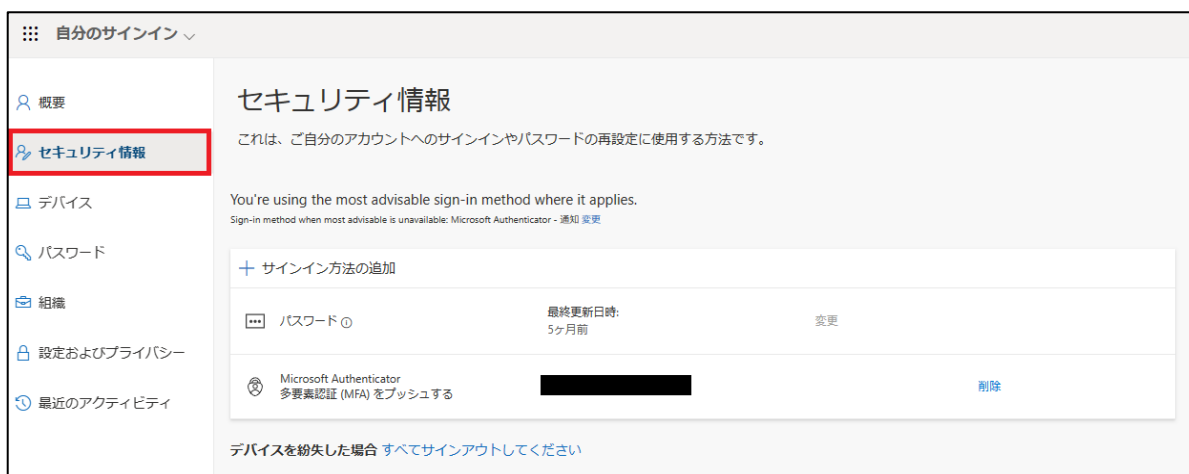 自分のサインイン
概要
セキュリティ情報
デバイス
パスワード
組織
設定およびプライバシー
最近のアクティビティ
セキュリティ情報
これは、ご自分のアカウントへのサインインやパスワードの再設定に使用する方法です。
You're using the most advisable sign-in method where it applies.
Sign-in method when most advisable is unavailable: Microsoft Authenticator - 通知 変更
サインイン方法の追加
パスワード
最終更新日時:
5ヶ月前
変更
Microsoft Authenticator
多要素認証 (MFA) をプッシュする
削除
デバイスを紛失した場合 すべてサインアウトしてください